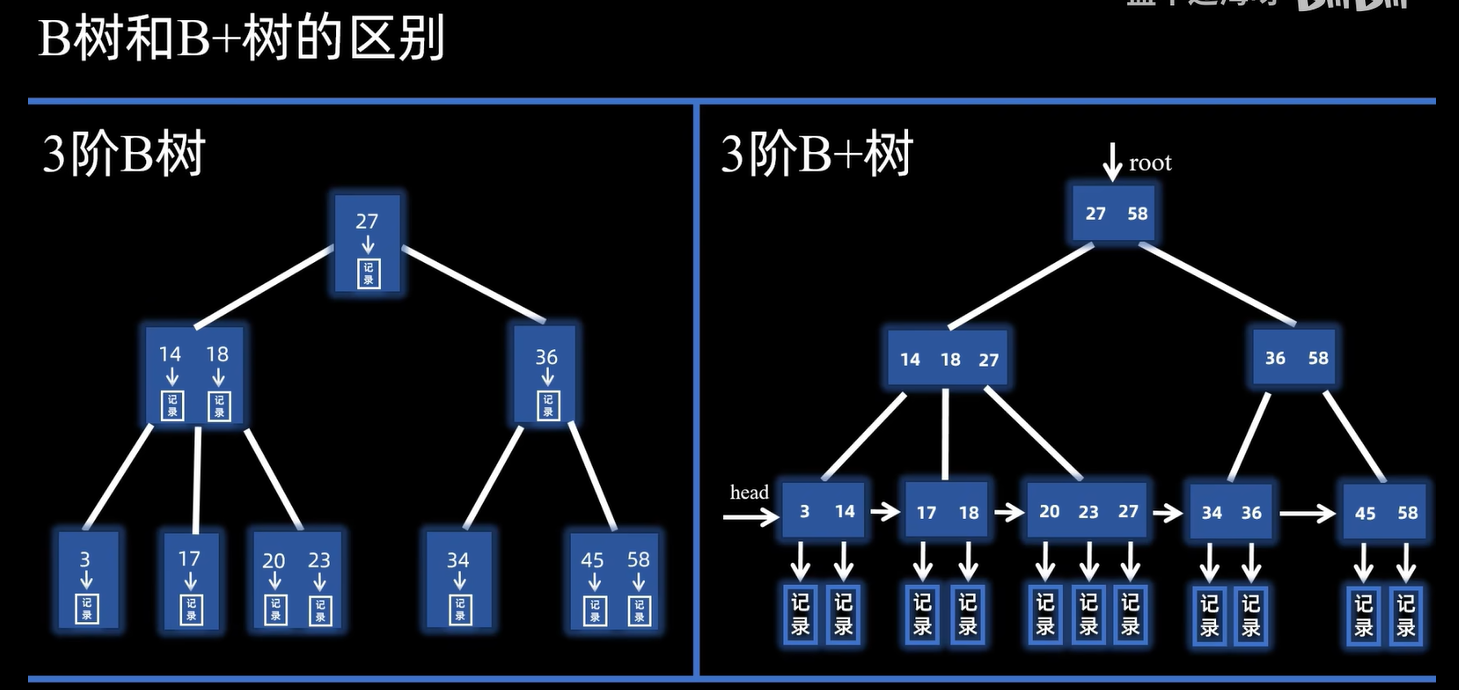 B树和B+树的区别
3阶B树
27
记录
14 18
记录 记录
36
记录
3
记录
17
记录
20 23
记录 记录
34
记录
45 58
记录 记录
3阶B+树
root
27 58
14 18 27
36 58
head
3 14
17 18
20 23 27
34 36
45 58
记录 记录
记录 记录
记录 记录 记录
记录 记录
记录 记录